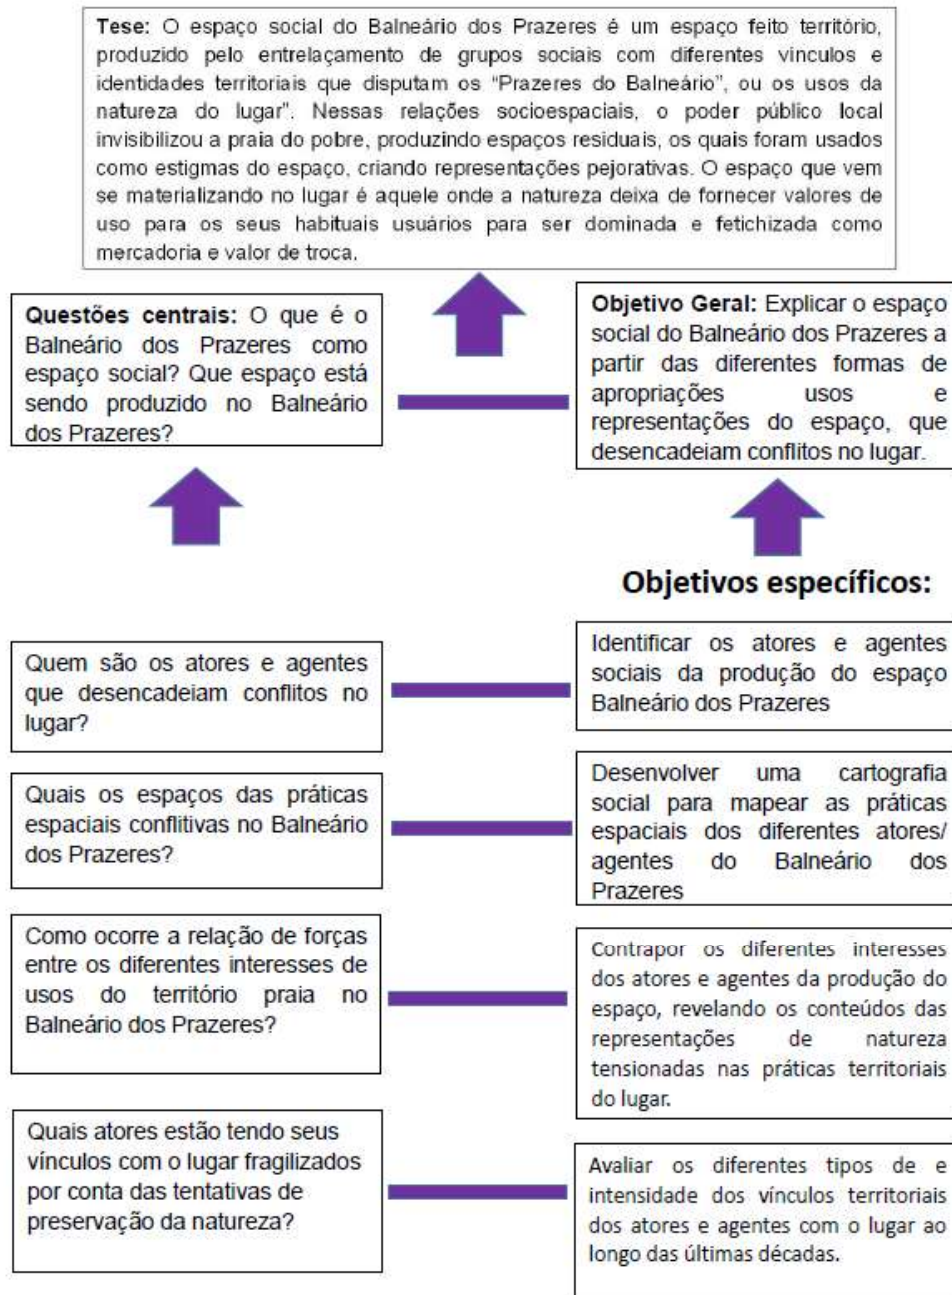 Tese: O espaço social do Balneário dos Prazeres é um espaço feito território,
produzido pelo entrelaçamento de grupos sociais com diferentes vínculos e
identidades territoriais que disputam os “Prazeres do Balneário”, ou os usos da
natureza do lugar”. Nessas relações socioespaciais, o poder público local
invisibilizou a praia do pobre, produzindo espaços residuais, os quais foram usados
como estigmas do espaço, criando representações pejorativas. O espaço que vem
se materializando no lugar é aquele onde a natureza deixa de fornecer valores de
uso para os seus habituais usuários para ser dominada e fetichizada como
mercadoria e valor de troca.
Questões centrais: O que é o
Balneário dos Prazeres como
espaço social? Que espaço está
sendo produzido no Balneário
dos Prazeres?
Objetivo Geral: Explicar o espaço
social do Balneário dos Prazeres a
partir das diferentes formas de
apropriações usos e
representações do espaço, que
desencadeiam conflitos no lugar.
Objetivos específicos:
Quem são os atores e agentes
que desencadeiam conflitos no
lugar?
Identificar os atores e agentes
sociais da produção do espaço
Balneário dos Prazeres
Quais os espaços das práticas
espaciais conflitivas no Balneário
dos Prazeres?
Desenvolver uma cartografia
social para mapear as práticas
espaciais dos diferentes atores/
agentes do Balneário dos
Prazeres
Como ocorre a relação de forças
entre os diferentes interesses de
usos do território praia no
Balneário dos Prazeres?
Contrapor os diferentes interesses
dos atores e agentes da produção do
espaço, revelando os conteúdos das
representações de natureza
tensionadas nas práticas territoriais
do lugar.
Quais atores estão tendo seus
vínculos com o lugar fragilizados
por conta das tentativas de
preservação da natureza?
Avaliar os diferentes tipos de e
intensidade dos vínculos territoriais
dos atores e agentes com o lugar ao
longo das últimas décadas.